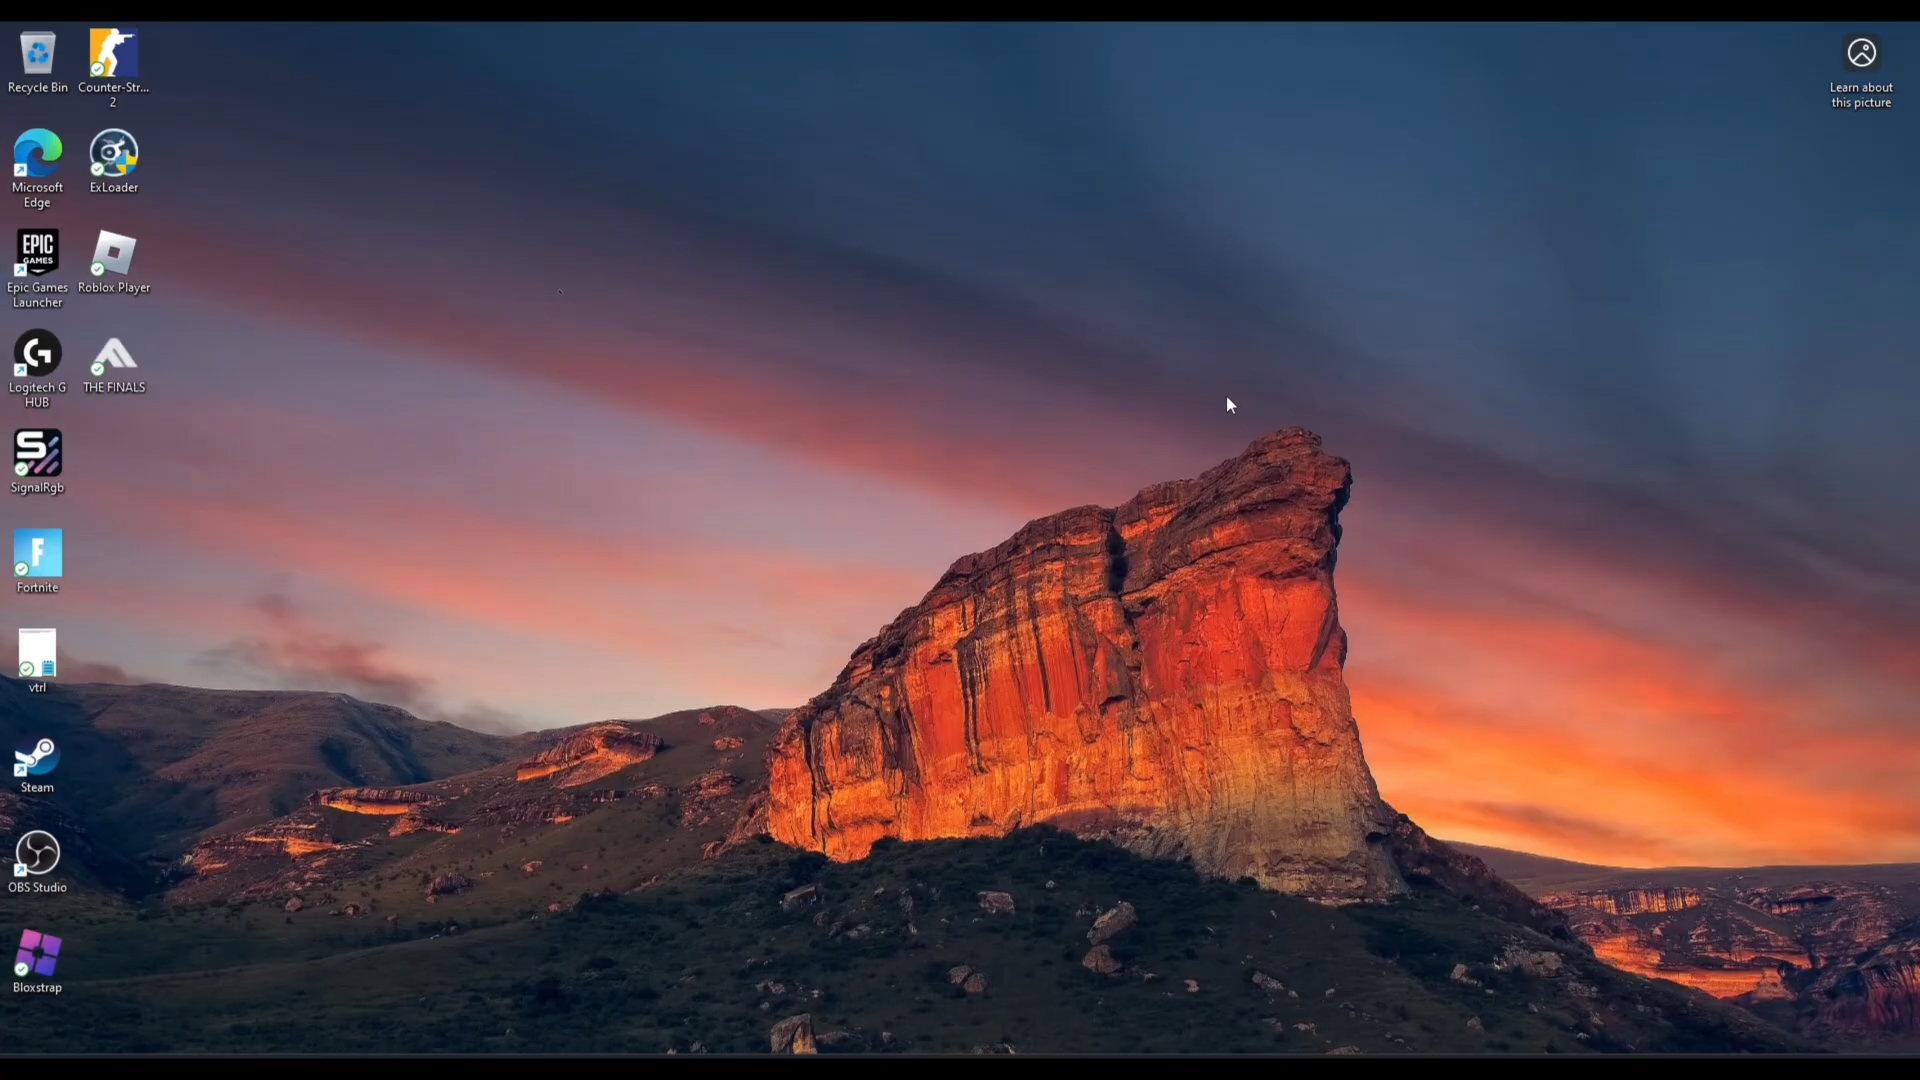 Recycle Bin
Counter-Str...
2
Learn about
this picture
Microsoft
Edge
ExLoader
EPIC
GAMES
Epic Games
Launcher
Roblox Player
Logitech G
HUB
THE FINALS
SignalRgb
F
Fortnite
vtrl
Steam
OBS Studio
Bloxstrap